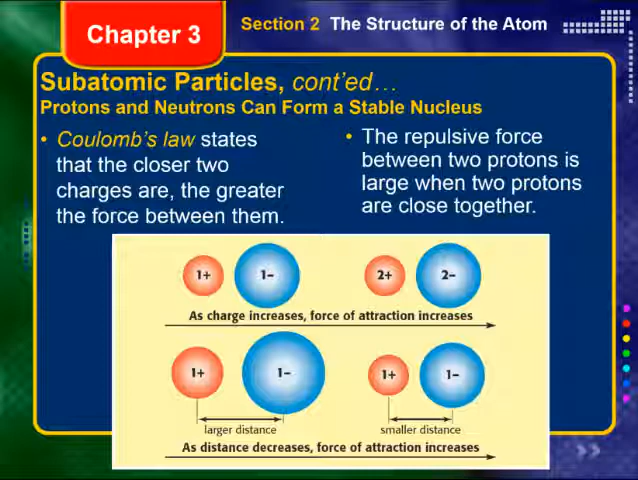 Chapter 3
Section 2 The Structure of the Atom
Subatomic Particles, cont'ed…
Protons and Neutrons Can Form a Stable Nucleus
• Coulomb's law states
that the closer two
charges are, the greater
the force between them.
• The repulsive force
between two protons is
large when two protons
are close together.
1+ 1– 2+ 2–
As charge increases, force of attraction increases
1+ 1– 1+ 1–
larger distance smaller distance
As distance decreases, force of attraction increases